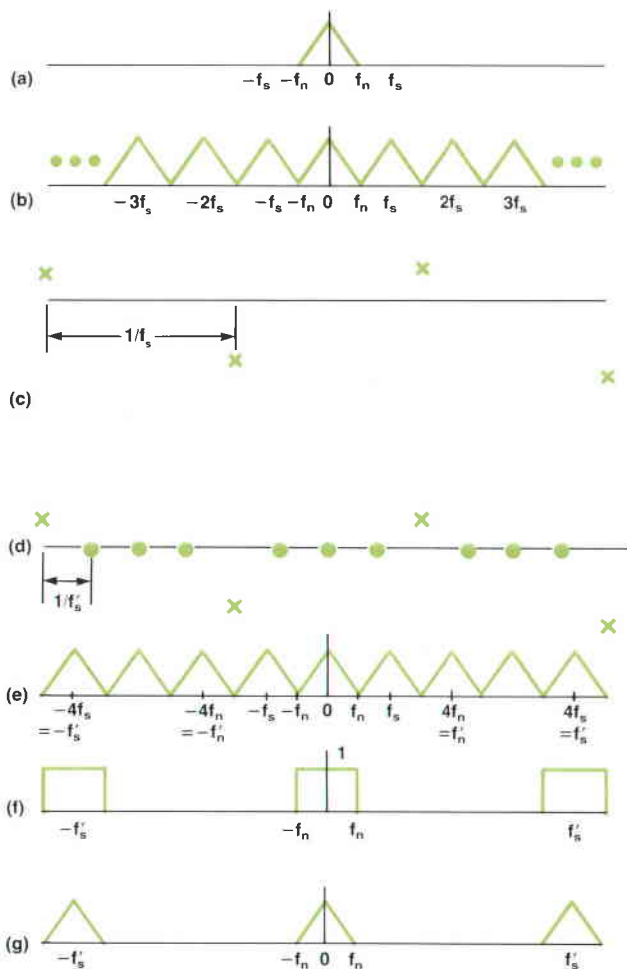 (a)
−fₛ −fₙ 0 fₙ fₛ
(b)
−3fₛ −2fₛ −fₛ −fₙ 0 fₙ fₛ 2fₛ 3fₛ
1/fₛ
(c)
(d)
1/f′ₛ
(e)
−4fₛ −4fₙ −fₛ −fₙ 0 fₙ fₛ 4fₙ 4fₛ
=−f′ₛ =−f′ₙ =f′ₙ =f′ₛ
1
(f)
−f′ₛ −fₙ fₙ f′ₛ
(g)
−f′ₛ −fₙ 0 fₙ f′ₛ